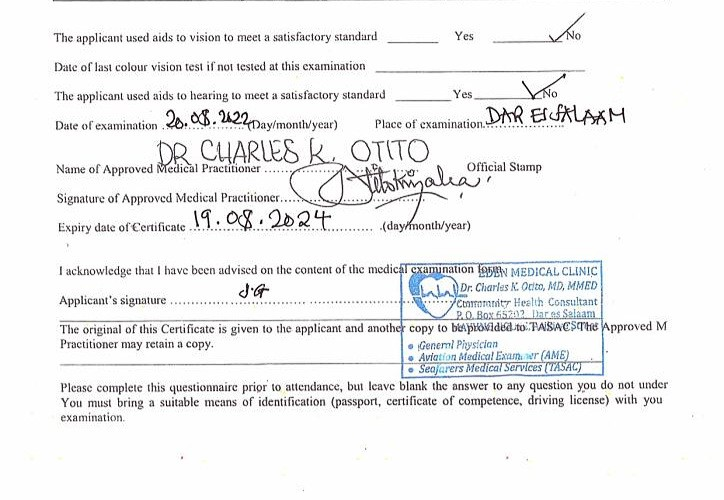 The applicant used aids to vision to meet a satisfactory standard ________ Yes ________ No
Date of last colour vision test if not tested at this examination ________
The applicant used aids to hearing to meet a satisfactory standard ________ Yes ________ No
Date of examination 20.08.2022 (Day/month/year) Place of examination DAR ES SALAAM
DR CHARLES K. OTITO
Name of Approved Medical Practitioner Official Stamp
Signature of Approved Medical Practitioner
Expiry date of Certificate 19.08.2024 (day/month/year)
I acknowledge that I have been advised on the content of the medical examination form
Applicant's signature J.G
EDEN MEDICAL CLINIC
Dr. Charles K. Otito, MD, MMED
Community Health Consultant
P.O. Box Dar es Salaam
• General Physician
• Aviation Medical Examiner (AME)
• Seafarers Medical Services (TASAC)
The original of this Certificate is given to the applicant and another copy to be provided to TASAC. The Approved M
Practitioner may retain a copy.
Please complete this questionnaire prior to attendance, but leave blank the answer to any question you do not under
You must bring a suitable means of identification (passport, certificate of competence, driving license) with you
examination.